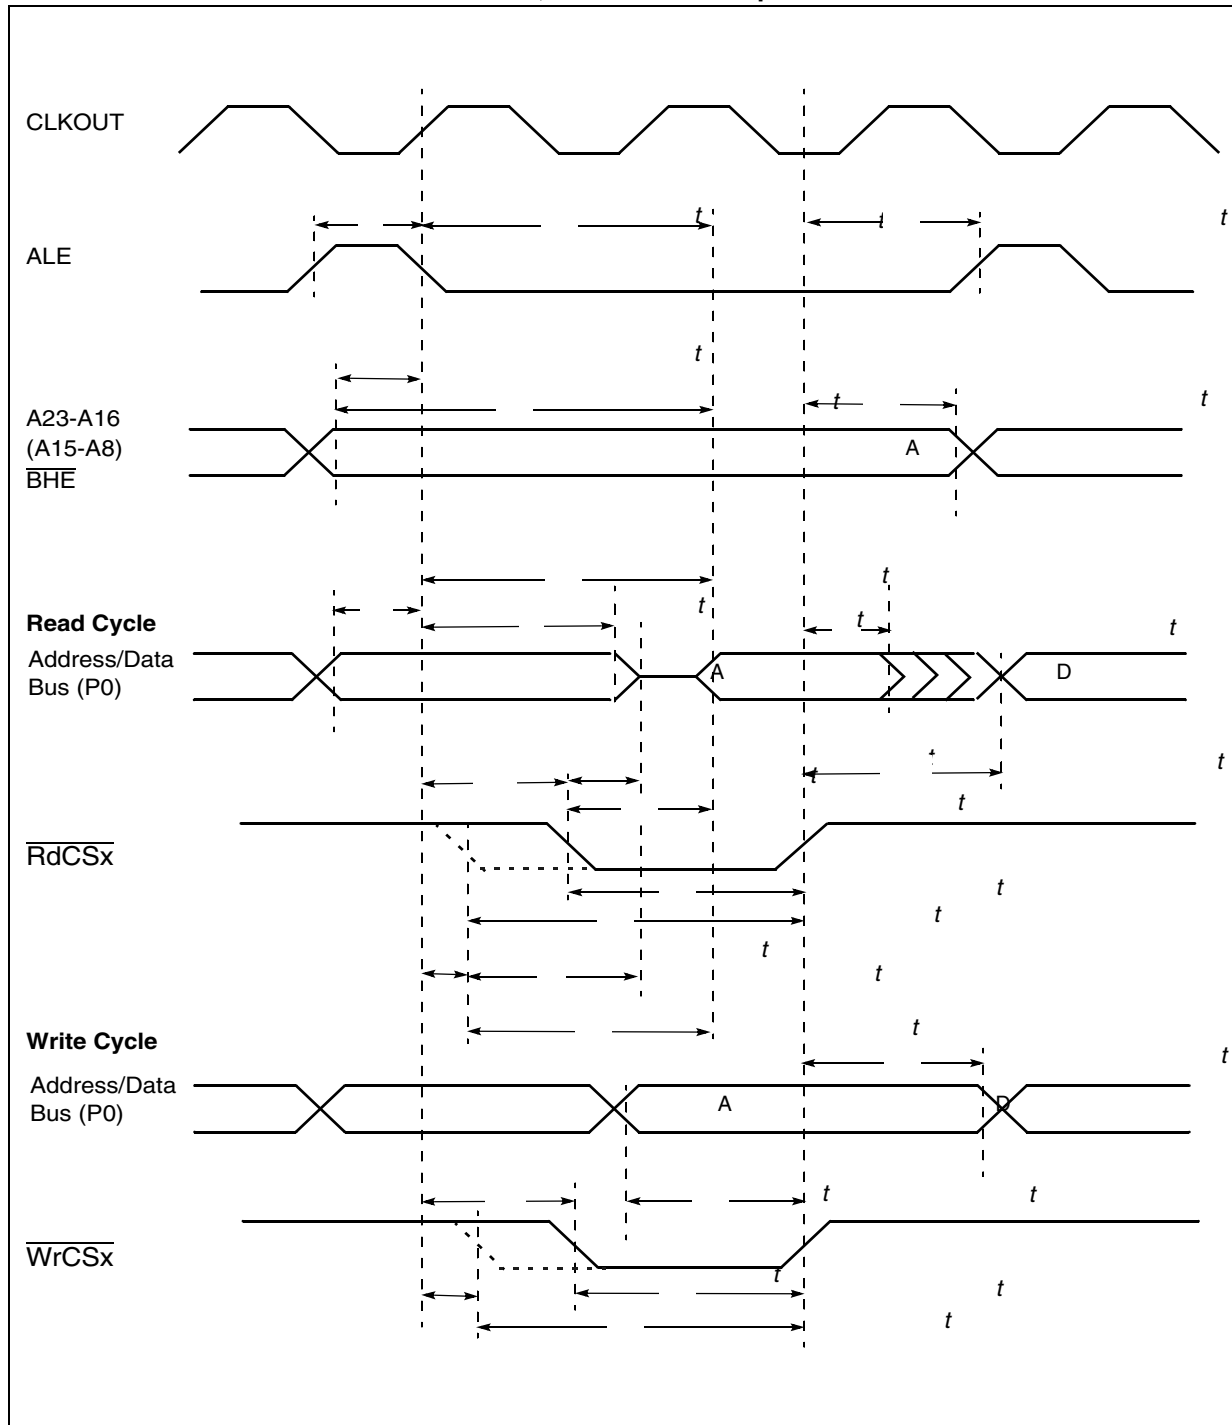 CLKOUT
t t t
ALE
t
A23-A16
t t
(A15-A8)
A
BHE
t
t
Read Cycle
t t
Address/Data
Bus (P0)
A D
t t
t
t
RdCSx
t
t
t
t
t
Write Cycle
t
Address/Data
Bus (P0)
A D
t t
WrCSx
t
t
t